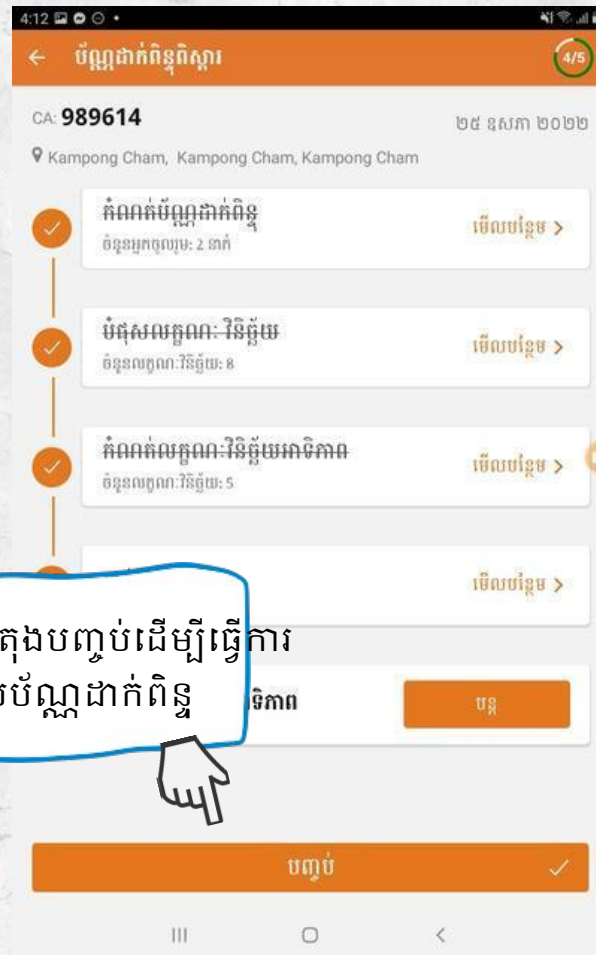 4:12
ប័ណ្ណដាក់ពិន្ទុពិស្តារ
4/5
CA: 989614
២៥ ឧសភា ២០២២
Kampong Cham, Kampong Cham, Kampong Cham
កំណត់ប័ណ្ណដាក់ពិន្ទុ
ចំនួនអ្នកចូលរួម: 2 នាក់
មើលបន្ថែម
បំផុសលក្ខណៈ វិនិច្ឆ័យ
ចំនួនលក្ខណៈវិនិច្ឆ័យ: 8
មើលបន្ថែម
កំណត់លក្ខណៈវិនិច្ឆ័យអាទិភាព
ចំនួនលក្ខណៈវិនិច្ឆ័យ: 5
មើលបន្ថែម
មើលបន្ថែម
បញ្ចប់ដើម្បីធ្វើការ
ប័ណ្ណដាក់ពិន្ទុ
បន្ត
បញ្ចប់